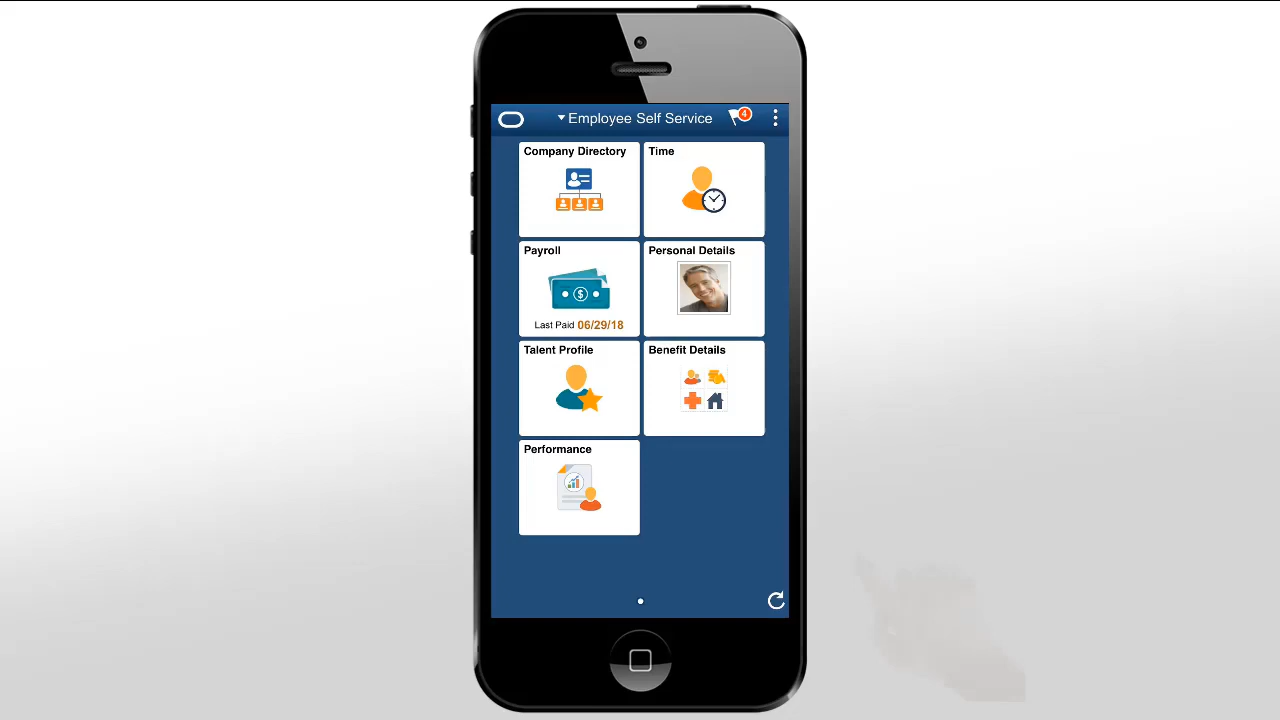 Employee Self Service
4
Company Directory
Time
Payroll
Last Paid 06/29/18
Personal Details
Talent Profile
Benefit Details
Performance